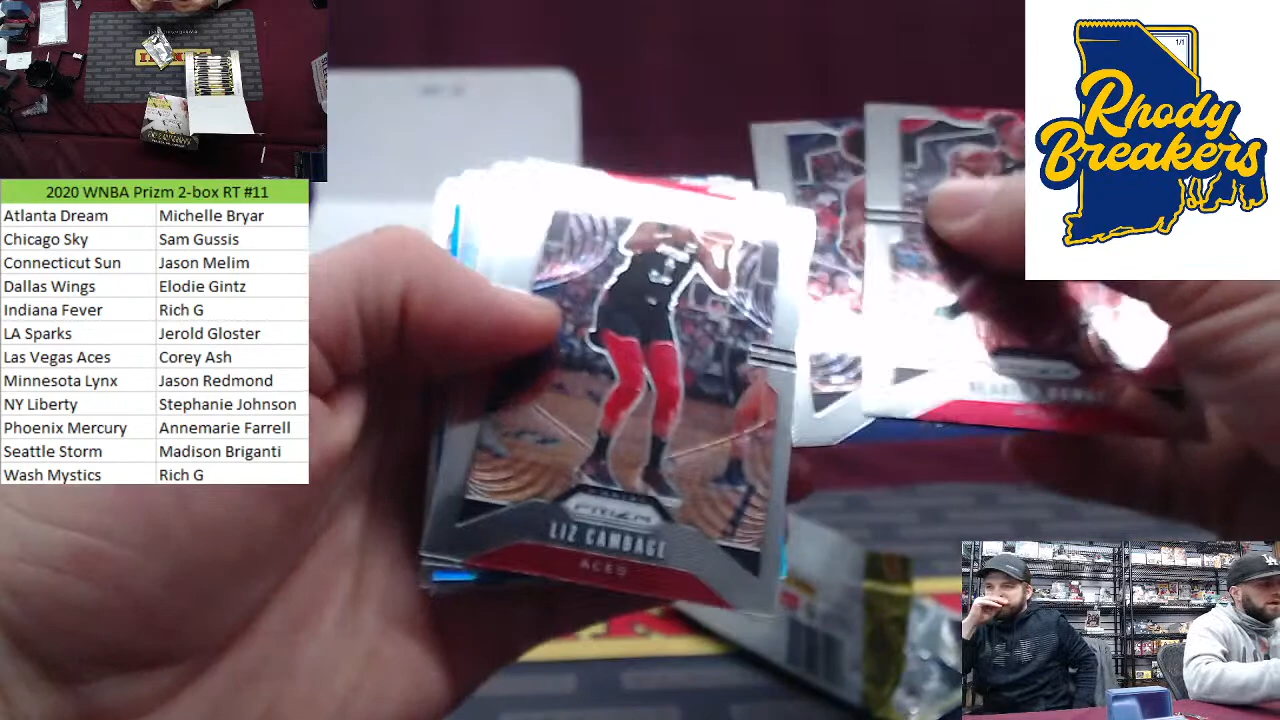 2020 WNBA Prizm 2-box RT #11
Atlanta Dream Michelle Bryar
Chicago Sky Sam Gussis
Connecticut Sun Jason Melim
Dallas Wings Elodie Gintz
Indiana Fever Rich G
LA Sparks Jerold Gloster
Las Vegas Aces Corey Ash
Minnesota Lynx Jason Redmond
NY Liberty Stephanie Johnson
Phoenix Mercury Annemarie Farrell
Seattle Storm Madison Briganti
Wash Mystics Rich G
1/1
Rhody
Breakers
PRIZM
LIZ CAMBAGE
ACES